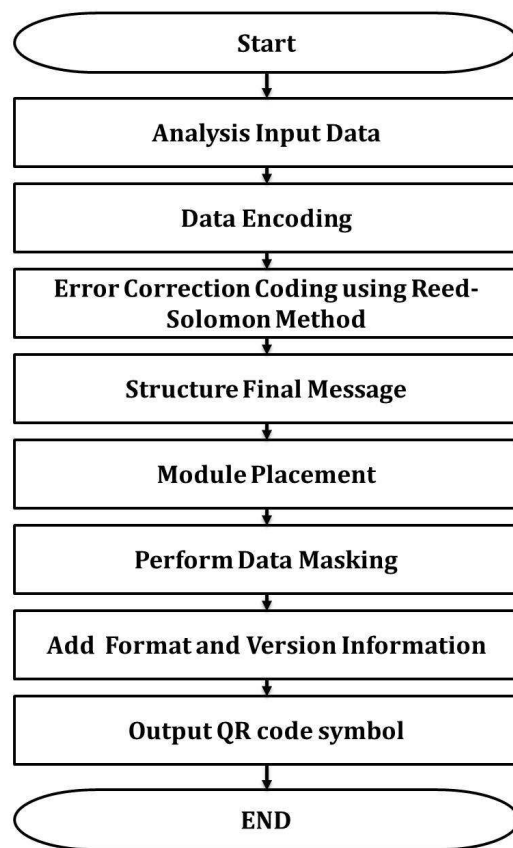 Start
Analysis Input Data
Data Encoding
Error Correction Coding using Reed-
Solomon Method
Structure Final Message
Module Placement
Perform Data Masking
Add Format and Version Information
Output QR code symbol
END